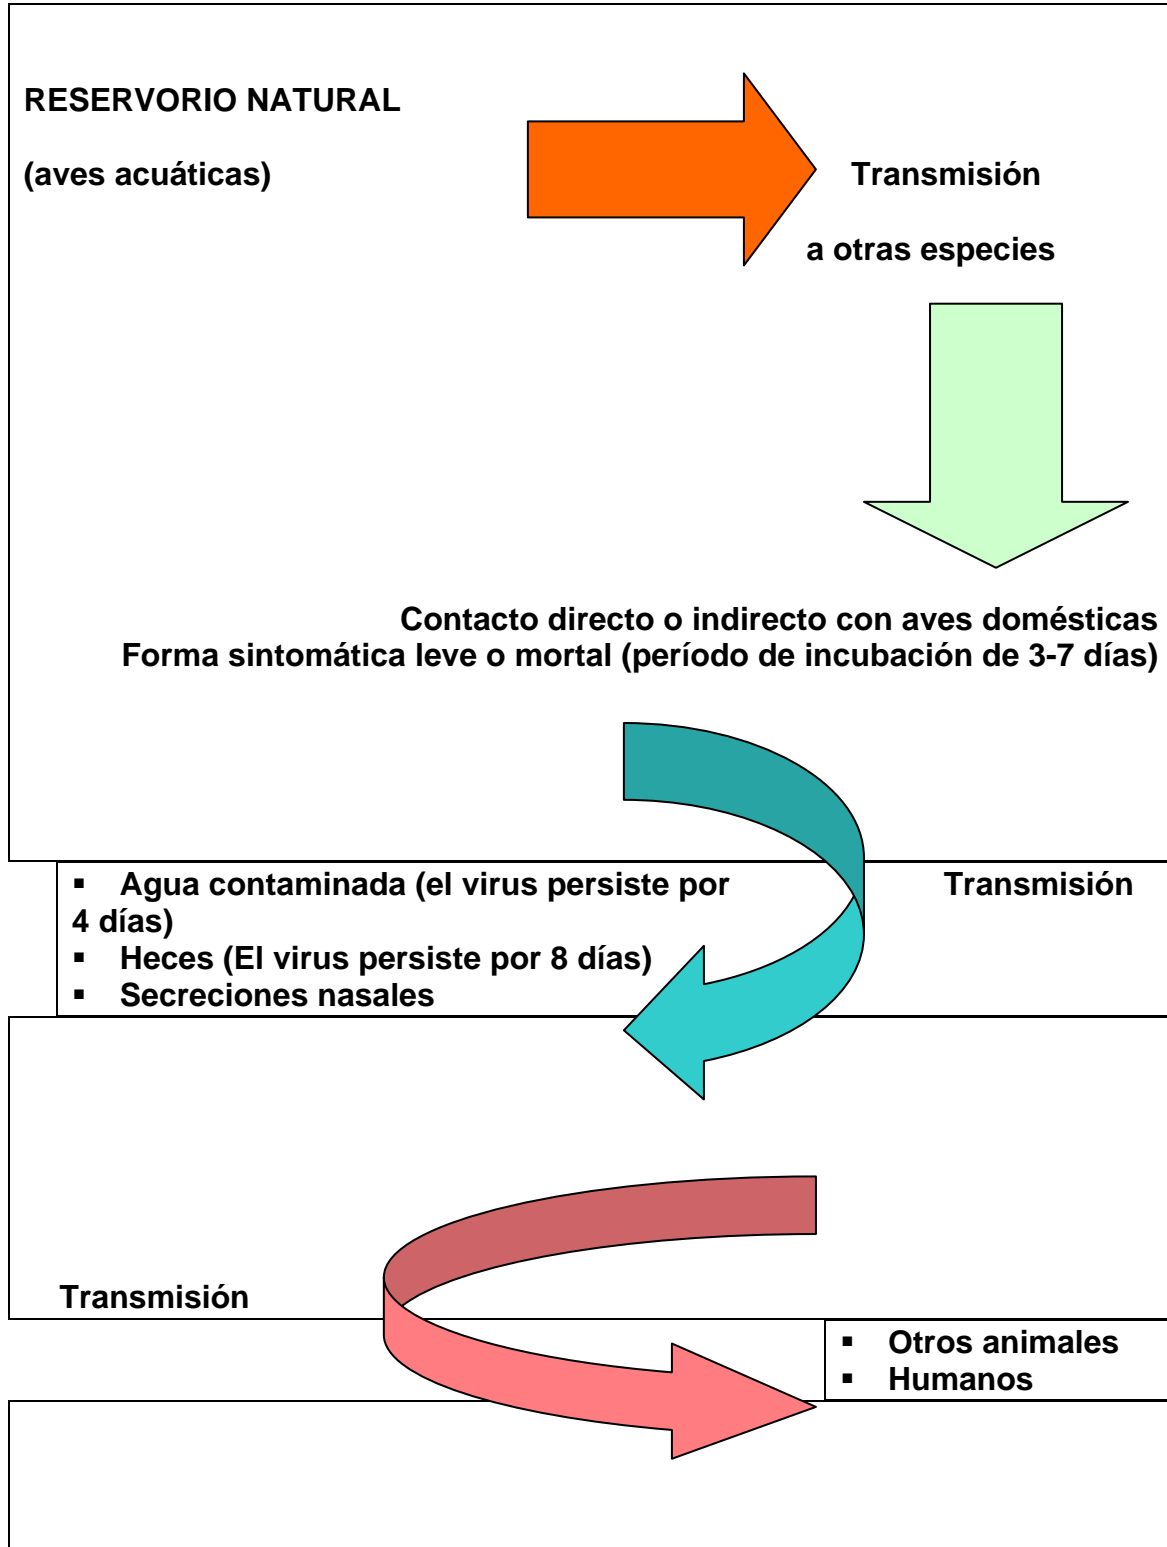 RESERVORIO NATURAL
(aves acuáticas)
Transmisión
a otras especies
Contacto directo o indirecto con aves domésticas
Forma sintomática leve o mortal (período de incubación de 3-7 días)
▪ Agua contaminada (el virus persiste por
4 días)
▪ Heces (El virus persiste por 8 días)
▪ Secreciones nasales
Transmisión
Transmisión
▪ Otros animales
▪ Humanos